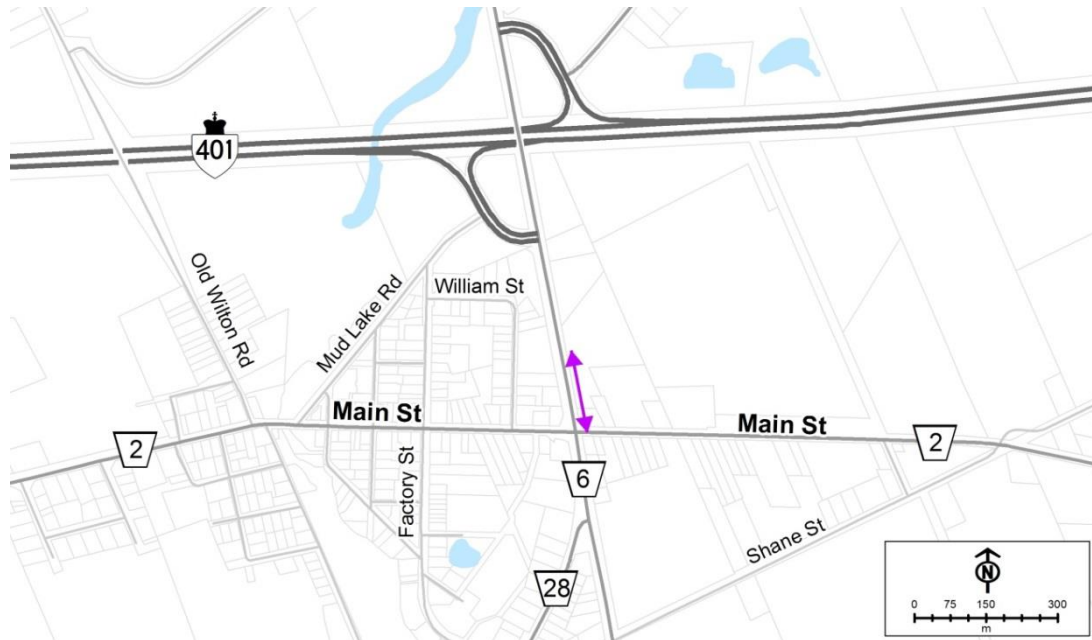 401
Old Wilton Rd
Mud Lake Rd
William St
Main St
Main St
2
2
6
Factory St
Shane St
28
N
0 75 150 300
m